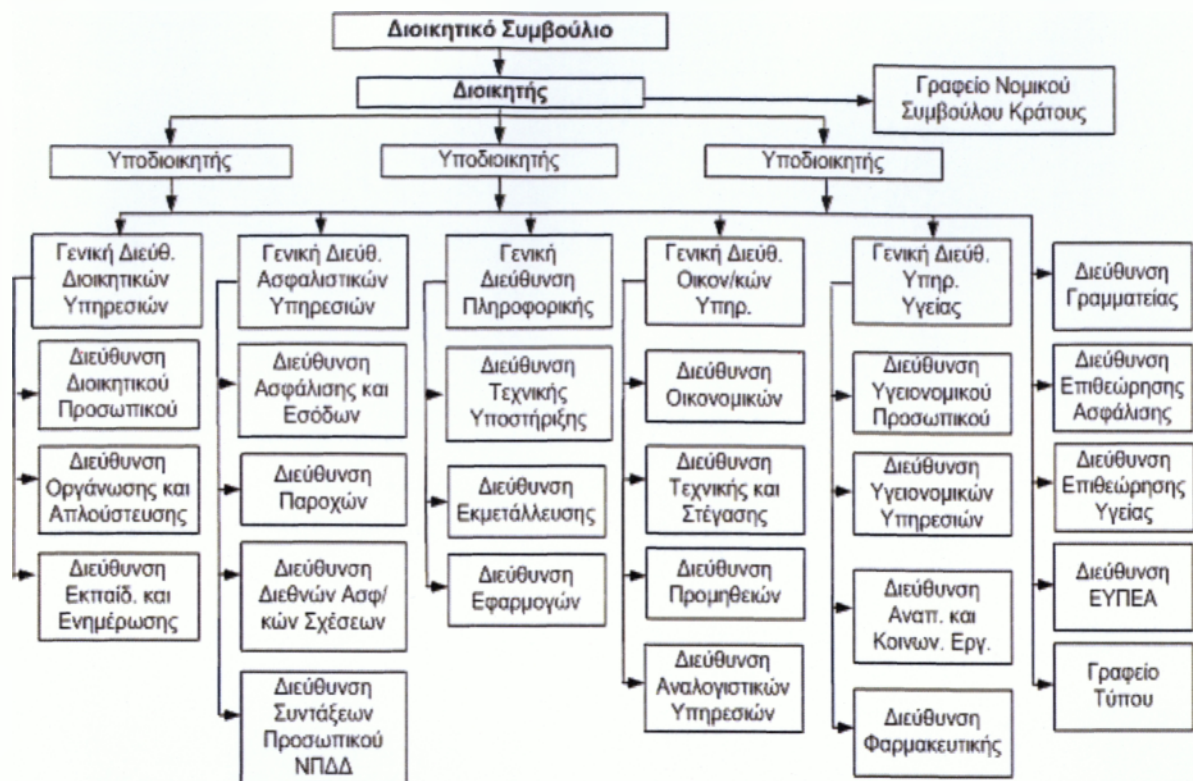 Διοικητικό Συμβούλιο
Διοικητής
Γραφείο Νομικού
Συμβούλου Κράτους
Υποδιοικητής
Υποδιοικητής
Υποδιοικητής
Γενική Διεύθ.
Διοικητικών
Υπηρεσιών
Διεύθυνση
Διοικητικού
Προσωπικού
Διεύθυνση
Οργάνωσης και
Απλούστευσης
Διεύθυνση
Εκπαίδ. και
Ενημέρωσης
Γενική Διεύθ.
Ασφαλιστικών
Υπηρεσιών
Διεύθυνση
Ασφάλισης και
Εσόδων
Διεύθυνση
Παροχών
Διεύθυνση
Διεθνών Ασφ/
κών Σχέσεων
Διεύθυνση
Συντάξεων
Προσωπικού
ΝΠΔΔ
Γενική
Διεύθυνση
Πληροφορικής
Διεύθυνση
Τεχνικής
Υποστήριξης
Διεύθυνση
Εκμετάλλευσης
Διεύθυνση
Εφαρμογών
Γενική Διεύθ.
Οικον/κών
Υπηρ.
Διεύθυνση
Οικονομικών
Διεύθυνση
Τεχνικής και
Στέγασης
Διεύθυνση
Προμηθειών
Διεύθυνση
Αναλογιστικών
Υπηρεσιών
Γενική Διεύθ.
Υπηρ.
Υγείας
Διεύθυνση
Υγειονομικού
Προσωπικού
Διεύθυνση
Υγειονομικών
Υπηρεσιών
Διεύθυνση
Αναπ. και
Κοινων. Εργ.
Διεύθυνση
Φαρμακευτικής
Διεύθυνση
Γραμματείας
Διεύθυνση
Επιθεώρησης
Ασφάλισης
Διεύθυνση
Επιθεώρησης
Υγείας
Διεύθυνση
ΕΥΠΕΑ
Γραφείο
Τύπου